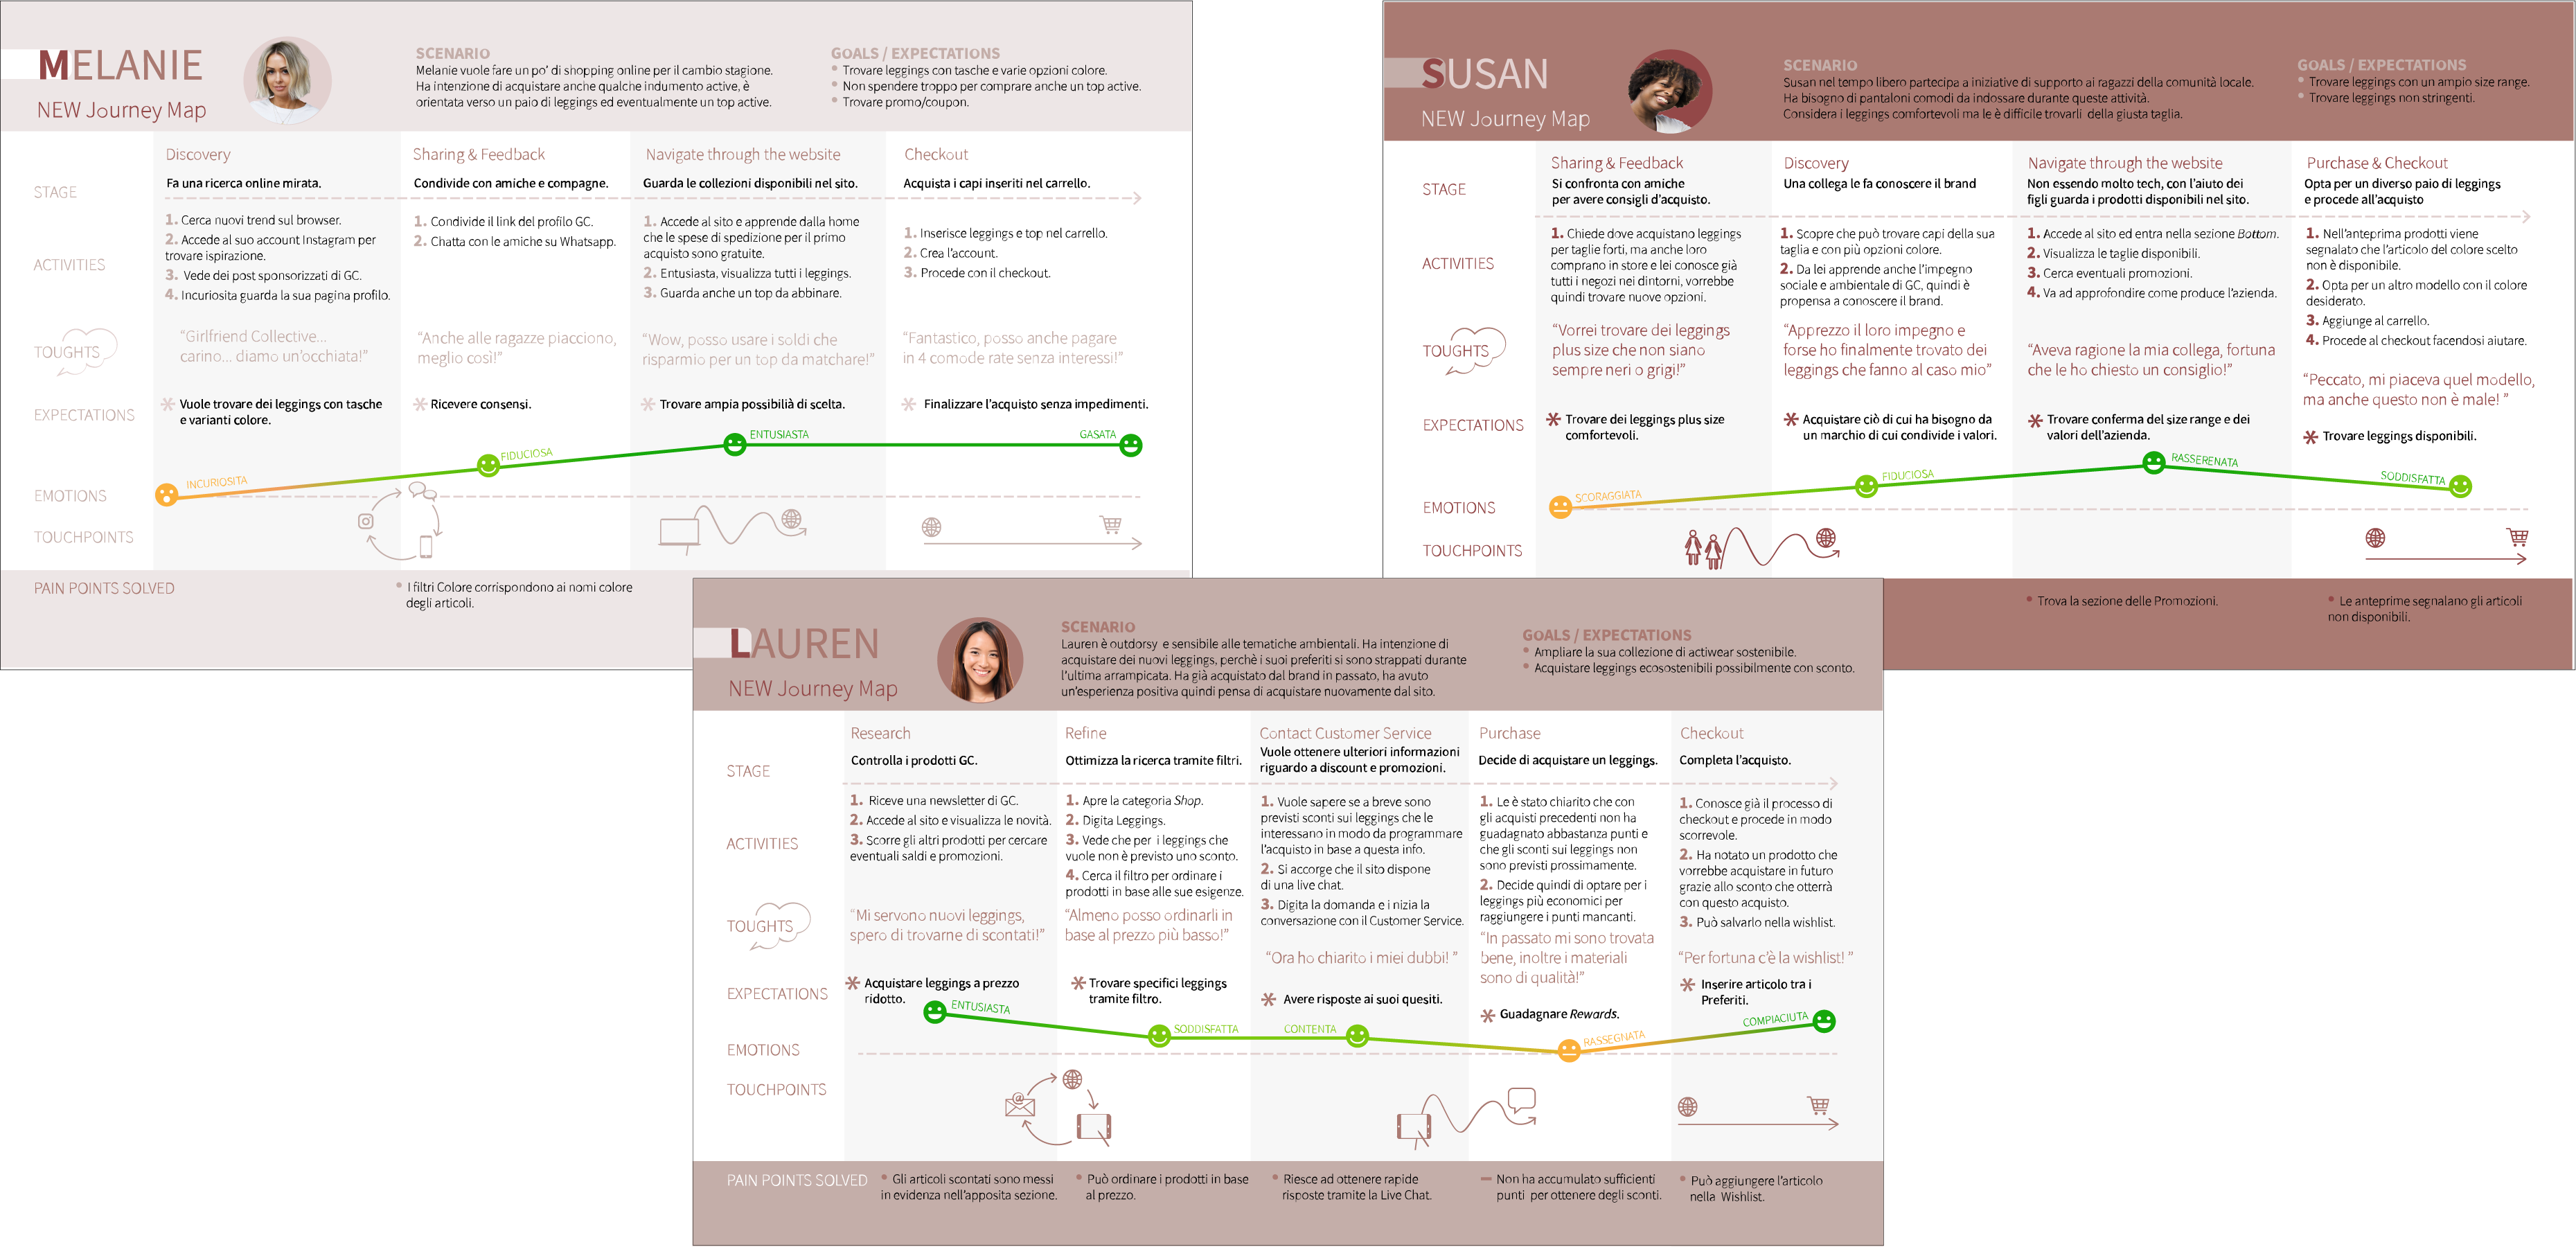 MELANIE
NEW Journey Map
SCENARIO
Melanie vuole fare un po' di shopping online per il cambio stagione.
Ha intenzione di acquistare anche qualche indumento active, è
orientata verso un paio di leggings ed eventualmente un top active.
GOALS / EXPECTATIONS
Trovare leggings con tasche e varie opzioni colore.
Non spendere troppo per comprare anche un top active.
Trovare promo/coupon.
STAGE
Discovery
Fa una ricerca online mirata.
Sharing & Feedback
Condivide con amiche e compagne.
Navigate through the website
Guarda le collezioni disponibili nel sito.
Checkout
Acquista i capi inseriti nel carrello.
ACTIVITIES
1. Cerca nuovi trend sul browser.
2. Accede al suo account Instagram per
trovare ispirazione.
3. Vede dei post sponsorizzati di GC.
4. Incuriosita guarda la sua pagina profilo.
1. Condivide il link del profilo GC.
2. Chatta con le amiche su Whatsapp.
1. Accede al sito e apprende dalla home
che le spese di spedizione per il primo
acquisto sono gratuite.
2. Entusiasta, visualizza tutti i leggings.
3. Guarda anche un top da abbinare.
1. Inserisce leggings e top nel carrello.
2. Crea l'account.
3. Procede con il checkout.
TOUGHTS
“Girlfriend Collective...
carino... diamo un'occhiata!”
“Anche alle ragazze piacciono,
meglio così!”
“Wow, posso usare i soldi che
risparmio per un top da matchare!”
“Fantastico, posso anche pagare
in 4 comode rate senza interessi!”
EXPECTATIONS
Vuole trovare dei leggings con tasche
e varianti colore.
Ricevere consensi.
Trovare ampia possibilià di scelta.
Finalizzare l'acquisto senza impedimenti.
EMOTIONS
INCURIOSITA
FIDUCIOSA
ENTUSIASTA
GASATA
TOUCHPOINTS
PAIN POINTS SOLVED
I filtri Colore corrispondono ai nomi colore
degli articoli.
SUSAN
NEW Journey Map
SCENARIO
Susan nel tempo libero partecipa a iniziative di supporto ai ragazzi della comunità locale.
Ha bisogno di pantaloni comodi da indossare durante queste attività.
Considera i leggings comfortevoli ma le è difficile trovarli della giusta taglia.
GOALS / EXPECTATIONS
Trovare leggings con un ampio size range.
Trovare leggings non stringenti.
STAGE
Sharing & Feedback
Si confronta con amiche
per avere consigli d'acquisto.
Discovery
Una collega le fa conoscere il brand
Navigate through the website
Non essendo molto tech, con l'aiuto dei
figli guarda i prodotti disponibili nel sito.
Purchase & Checkout
Opta per un diverso paio di leggings
e procede all'acquisto
ACTIVITIES
1. Chiede dove acquistano leggings
per taglie forti, ma anche loro
comprano in store e lei conosce già
tutti i negozi nei dintorni, vorrebbe
quindi trovare nuove opzioni.
1. Scopre che può trovare capi della sua
taglia e con più opzioni colore.
2. Da lei apprende anche l'impegno
sociale e ambientale di GC, quindi è
propensa a conoscere il brand.
1. Accede al sito ed entra nella sezione Bottom.
2. Visualizza le taglie disponibili.
3. Cerca eventuali promozioni.
4. Va ad approfondire come produce l'azienda.
1. Nell'anteprima prodotti viene
segnalato che l'articolo del colore scelto
non è disponibile.
2. Opta per un altro modello con il colore
desiderato.
3. Aggiunge al carrello.
4. Procede al checkout facendosi aiutare.
TOUGHTS
“Vorrei trovare dei leggings
plus size che non siano
sempre neri o grigi!”
“Apprezzo il loro impegno e
forse ho finalmente trovato dei
leggings che fanno al caso mio”
“Aveva ragione la mia collega, fortuna
che le ho chiesto un consiglio!”
“Peccato, mi piaceva quel modello,
ma anche questo non è male! ”
EXPECTATIONS
Trovare dei leggings plus size
comfortevoli.
Acquistare ciò di cui ha bisogno da
un marchio di cui condivide i valori.
Trovare conferma del size range e dei
valori dell'azienda.
Trovare leggings disponibili.
EMOTIONS
SCORAGGIATA
FIDUCIOSA
RASSERENATA
SODDISFATTA
TOUCHPOINTS
Trova la sezione delle Promozioni.
Le anteprime segnalano gli articoli
non disponibili.
LAUREN
NEW Journey Map
SCENARIO
Lauren è outdorsy e sensibile alle tematiche ambientali. Ha intenzione di
acquistare dei nuovi leggings, perchè i suoi preferiti si sono strappati durante
l'ultima arrampicata. Ha già acquistato dal brand in passato, ha avuto
un'esperienza positiva quindi pensa di acquistare nuovamente dal sito.
GOALS / EXPECTATIONS
Ampliare la sua collezione di actiwear sostenibile.
Acquistare leggings ecosostenibili possibilmente con sconto.
STAGE
Research
Controlla i prodotti GC.
Refine
Ottimizza la ricerca tramite filtri.
Contact Customer Service
Vuole ottenere ulteriori informazioni
riguardo a discount e promozioni.
Purchase
Decide di acquistare un leggings.
Checkout
Completa l'acquisto.
ACTIVITIES
1. Riceve una newsletter di GC.
2. Accede al sito e visualizza le novità.
3. Scorre gli altri prodotti per cercare
eventuali saldi e promozioni.
1. Apre la categoria Shop.
2. Digita Leggings.
3. Vede che per i leggings che
vuole non è previsto uno sconto.
4. Cerca il filtro per ordinare i
prodotti in base alle sue esigenze.
1. Vuole sapere se a breve sono
previsti sconti sui leggings che le
interessano in modo da programmare
l'acquisto in base a questa info.
2. Si accorge che il sito dispone
di una live chat.
3. Digita la domanda e i nizia la
conversazione con il Customer Service.
1. Le è stato chiarito che con
gli acquisti precedenti non ha
guadagnato abbastanza punti e
che gli sconti sui leggings non
sono previsti prossimamente.
2. Decide quindi di optare per i
leggings più economici per
raggiungere i punti mancanti.
1. Conosce già il processo di
checkout e procede in modo
scorrevole.
2. Ha notato un prodotto che
vorrebbe acquistare in futuro
grazie allo sconto che otterrà
con questo acquisto.
3. Può salvarlo nella wishlist.
TOUGHTS
“Mi servono nuovi leggings,
spero di trovarne di scontati!”
“Almeno posso ordinarli in
base al prezzo più basso!”
“Ora ho chiarito i miei dubbi! ”
“In passato mi sono trovata
bene, inoltre i materiali
sono di qualità!”
“Per fortuna c'è la wishlist! ”
EXPECTATIONS
Acquistare leggings a prezzo
ridotto.
Trovare specifici leggings
tramite filtro.
Avere risposte ai suoi quesiti.
Guadagnare Rewards.
Inserire articolo tra i
Preferiti.
EMOTIONS
ENTUSIASTA
SODDISFATTA
CONTENTA
RASSEGNATA
COMPIACIUTA
TOUCHPOINTS
PAIN POINTS SOLVED
Gli articoli scontati sono messi
in evidenza nell'apposita sezione.
Può ordinare i prodotti in base
al prezzo.
Riesce ad ottenere rapide
risposte tramite la Live Chat.
Non ha accumulato sufficienti
punti per ottenere degli sconti.
Può aggiungere l'articolo
nella Wishlist.